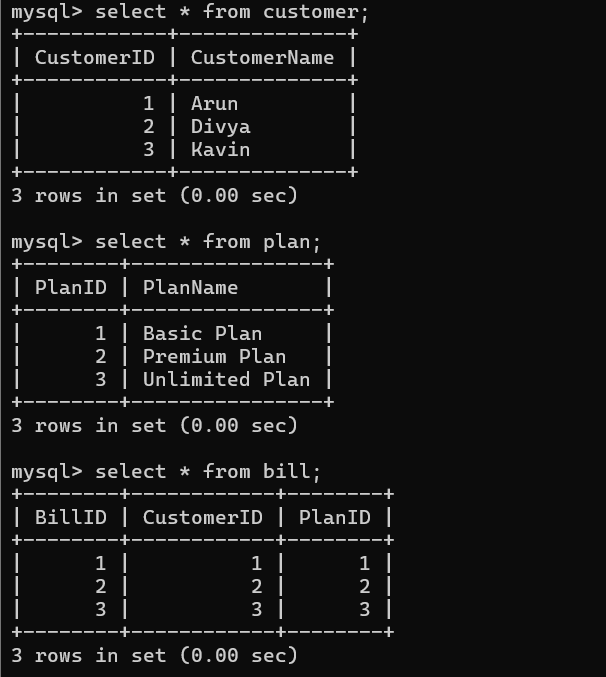 mysql> select * from customer;
+------------+--------------+
| CustomerID | CustomerName |
+------------+--------------+
|          1 | Arun         |
|          2 | Divya        |
|          3 | Kavin        |
+------------+--------------+
3 rows in set (0.00 sec)

mysql> select * from plan;
+--------+----------------+
| PlanID | PlanName       |
+--------+----------------+
|      1 | Basic Plan     |
|      2 | Premium Plan   |
|      3 | Unlimited Plan |
+--------+----------------+
3 rows in set (0.00 sec)

mysql> select * from bill;
+--------+------------+--------+
| BillID | CustomerID | PlanID |
+--------+------------+--------+
|      1 |          1 |      1 |
|      2 |          2 |      2 |
|      3 |          3 |      3 |
+--------+------------+--------+
3 rows in set (0.00 sec)